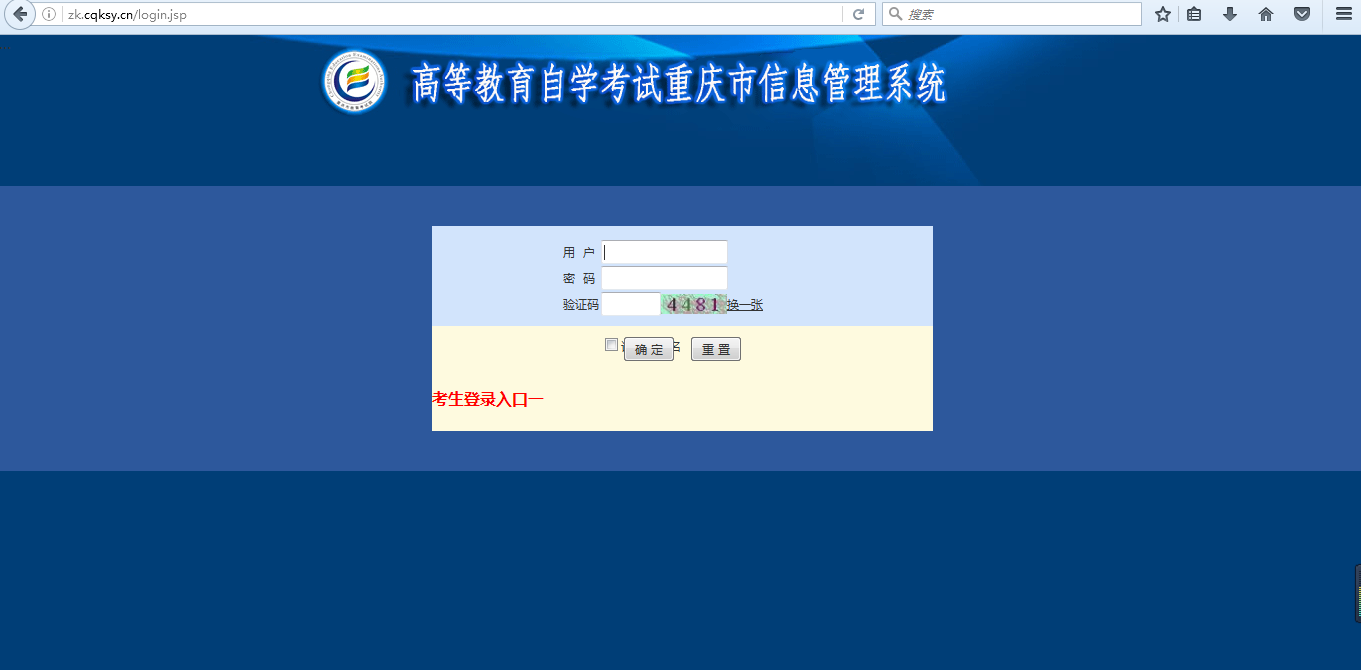 zk.cqksy.cn/login.jsp
搜索
高等教育自学考试重庆市信息管理系统
用 户
密 码
验证码 4481 换一张
确 定 名 重 置
考生登录入口一